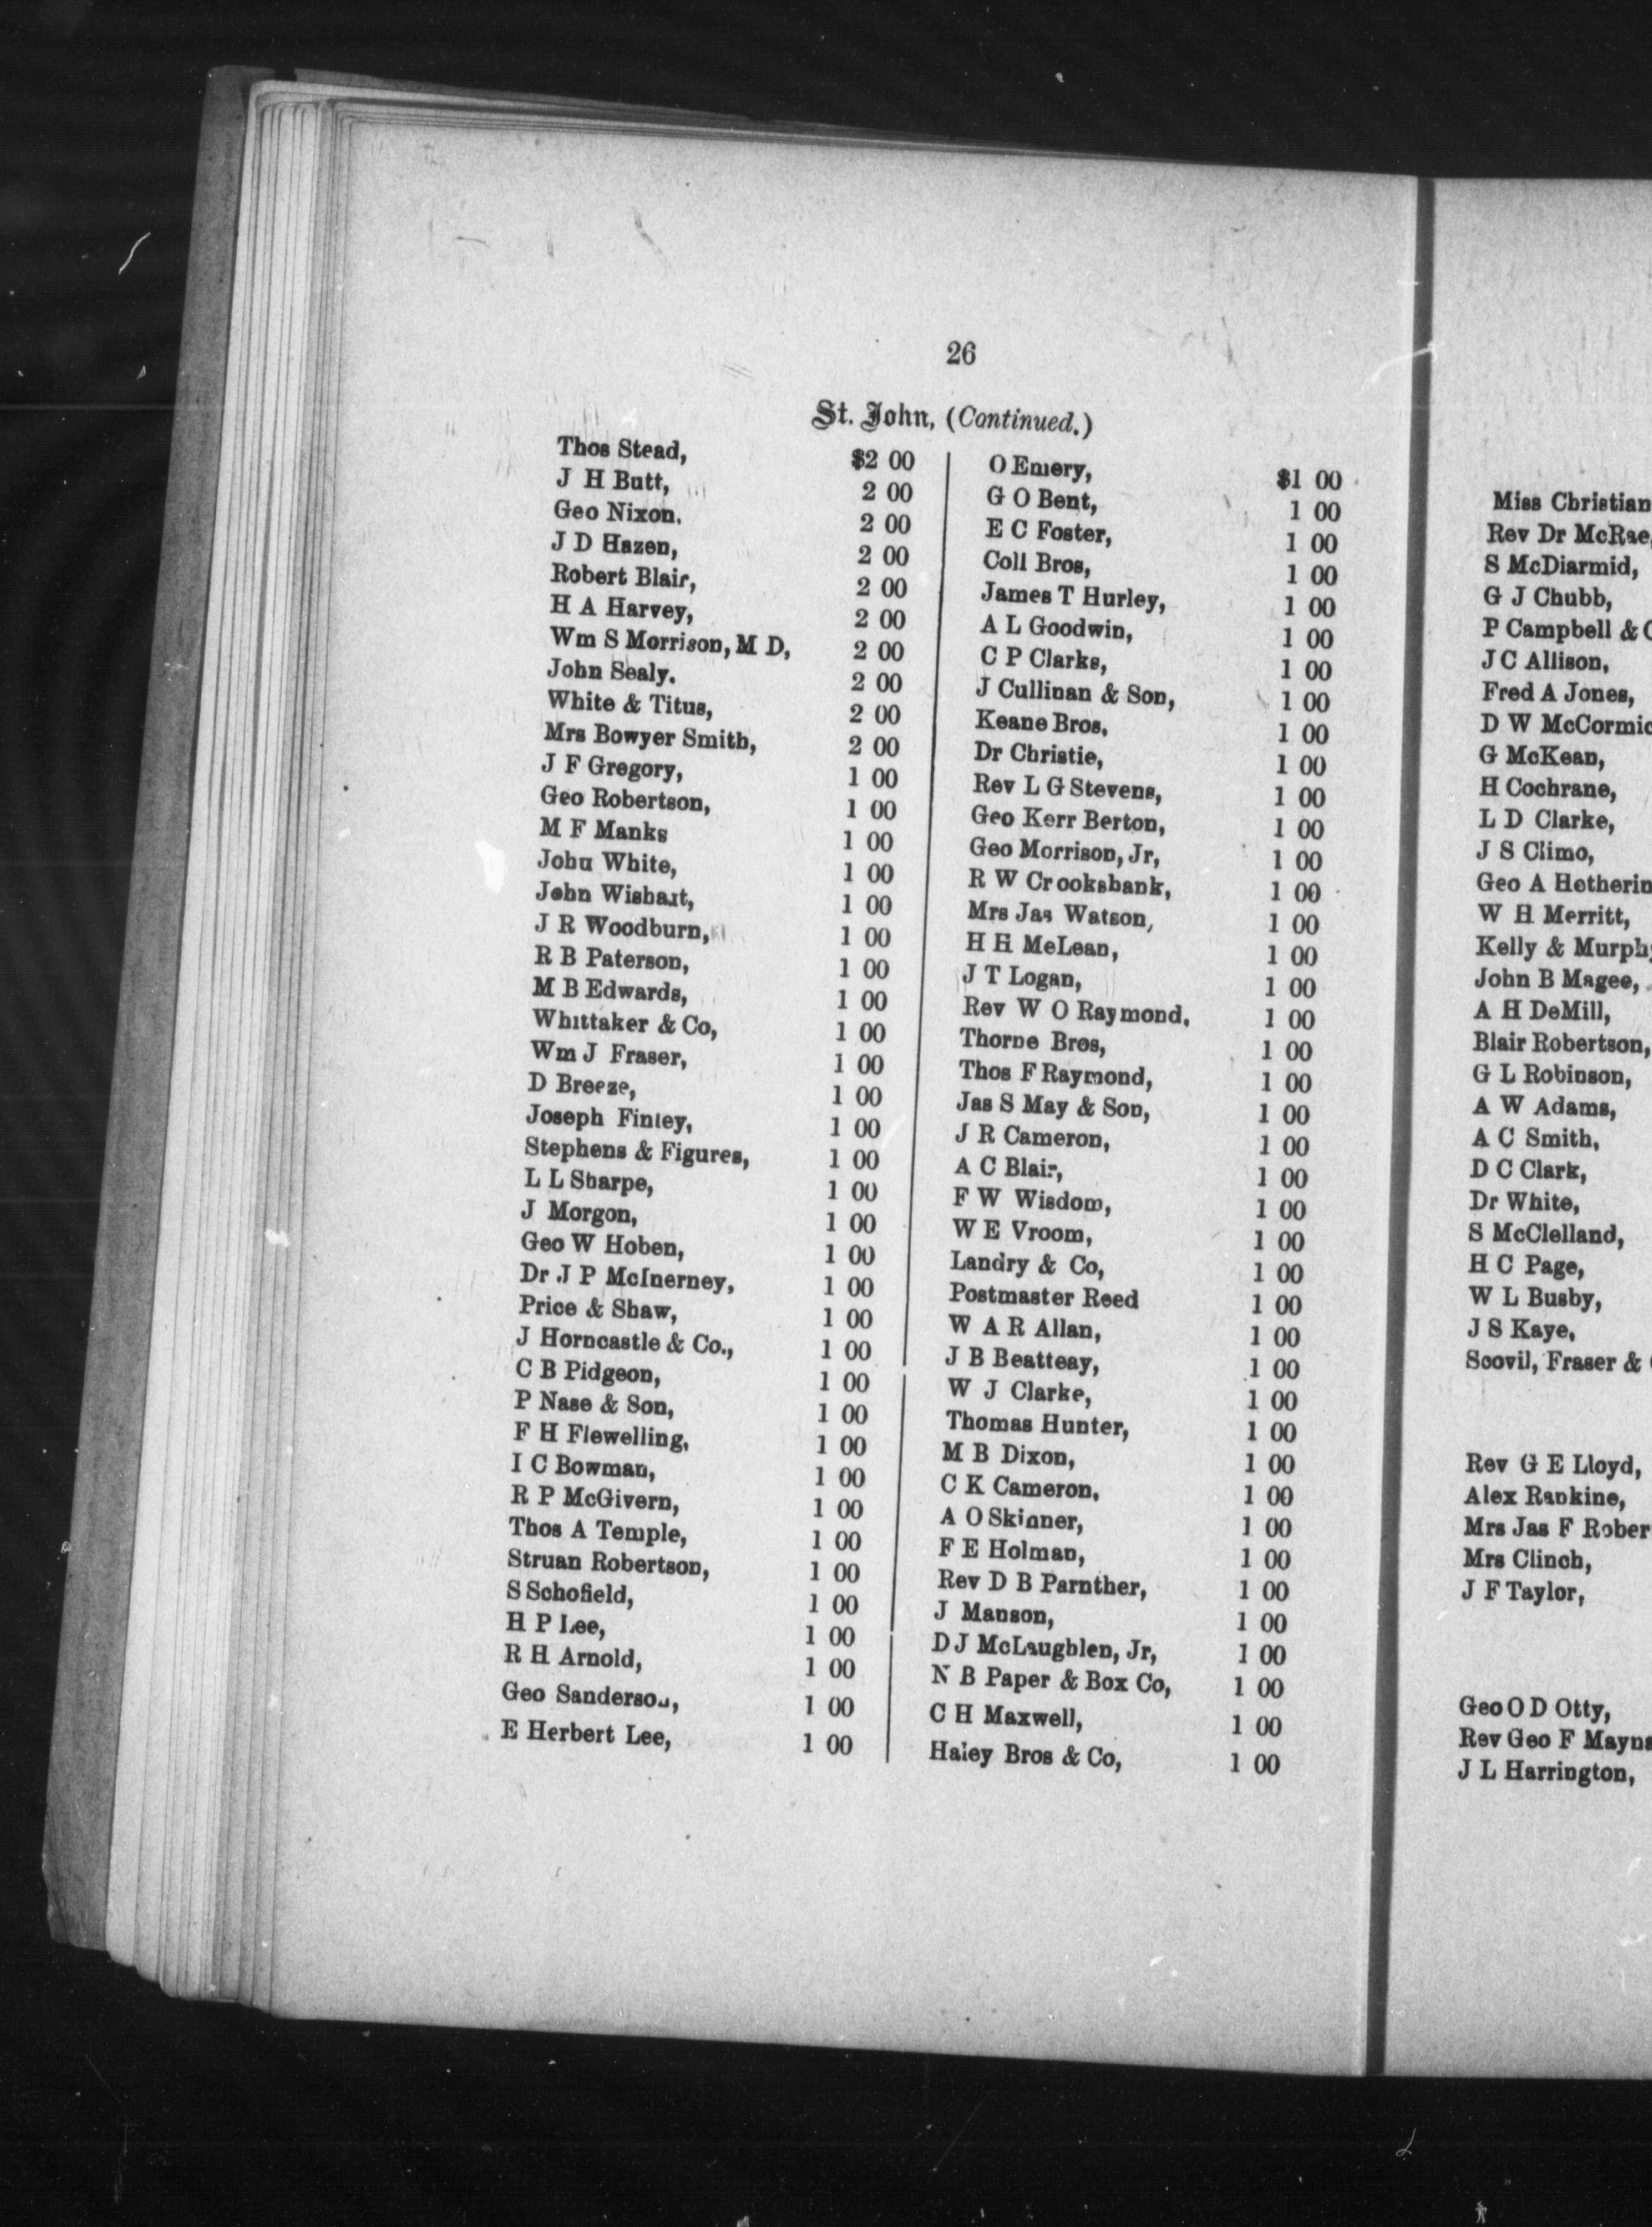 26
St. John, (Continued.)
Thos Stead, $2 00
J H Butt, 2 00
Geo Nixon. 2 00
J D Hazen, 2 00
Robert Blair, 2 00
H A Harvey, 2 00
Wm S Morrison, M D, 2 00
John Sealy. 2 00
White & Titus, 2 00
Mrs Bowyer Smith, 2 00
J F Gregory, 1 00
Geo Robertson, 1 00
M F Manks 1 00
John White, 1 00
John Wishart, 1 00
J R Woodburn, 1 00
R B Paterson, 1 00
M B Edwards, 1 00
Whittaker & Co, 1 00
Wm J Fraser, 1 00
D Breeze, 1 00
Joseph Finley, 1 00
Stephens & Figures, 1 00
L L Sharpe, 1 00
J Morgon, 1 00
Geo W Hoben, 1 00
Dr J P McInerney, 1 00
Price & Shaw, 1 00
J Horncastle & Co., 1 00
C B Pidgeon, 1 00
P Nase & Son, 1 00
F H Flewelling, 1 00
I C Bowman, 1 00
R P McGivern, 1 00
Thos A Temple, 1 00
Struan Robertson, 1 00
S Schofield, 1 00
H P Lee, 1 00
R H Arnold, 1 00
Geo Sanderson, 1 00
E Herbert Lee, 1 00
O Emery, $1 00
G O Bent, 1 00
E C Foster, 1 00
Coll Bros, 1 00
James T Hurley, 1 00
A L Goodwin, 1 00
C P Clarke, 1 00
J Cullinan & Son, 1 00
Keane Bros, 1 00
Dr Christie, 1 00
Rev L G Stevens, 1 00
Geo Kerr Berton, 1 00
Geo Morrison, Jr, 1 00
R W Crooksbank, 1 00
Mrs Jas Watson, 1 00
H H MeLean, 1 00
J T Logan, 1 00
Rev W O Raymond, 1 00
Thorne Bros, 1 00
Thos F Raymond, 1 00
Jas S May & Son, 1 00
J R Cameron, 1 00
A C Blair, 1 00
F W Wisdom, 1 00
W E Vroom, 1 00
Landry & Co, 1 00
Postmaster Reed 1 00
W A R Allan, 1 00
J B Beatteay, 1 00
W J Clarke, 1 00
Thomas Hunter, 1 00
M B Dixon, 1 00
C K Cameron, 1 00
A O Skinner, 1 00
F E Holman, 1 00
Rev D B Parnther, 1 00
J Manson, 1 00
D J McLaughlen, Jr, 1 00
N B Paper & Box Co, 1 00
C H Maxwell, 1 00
Haley Bros & Co, 1 00
Miss Christian
Rev Dr McRae,
S McDiarmid,
G J Chubb,
P Campbell &
J C Allison,
Fred A Jones,
D W McCormic
G McKean,
H Cochrane,
L D Clarke,
J S Climo,
Geo A Hetherin
W H Merritt,
Kelly & Murphy
John B Magee,
A H DeMill,
Blair Robertson,
G L Robinson,
A W Adams,
A C Smith,
D C Clark,
Dr White,
S McClelland,
H C Page,
W L Busby,
J S Kaye,
Scovil, Fraser &
Rev G E Lloyd,
Alex Rankine,
Mrs Jas F Rober
Mrs Clinch,
J F Taylor,
Geo O D Otty,
Rev Geo F Mayna
J L Harrington,